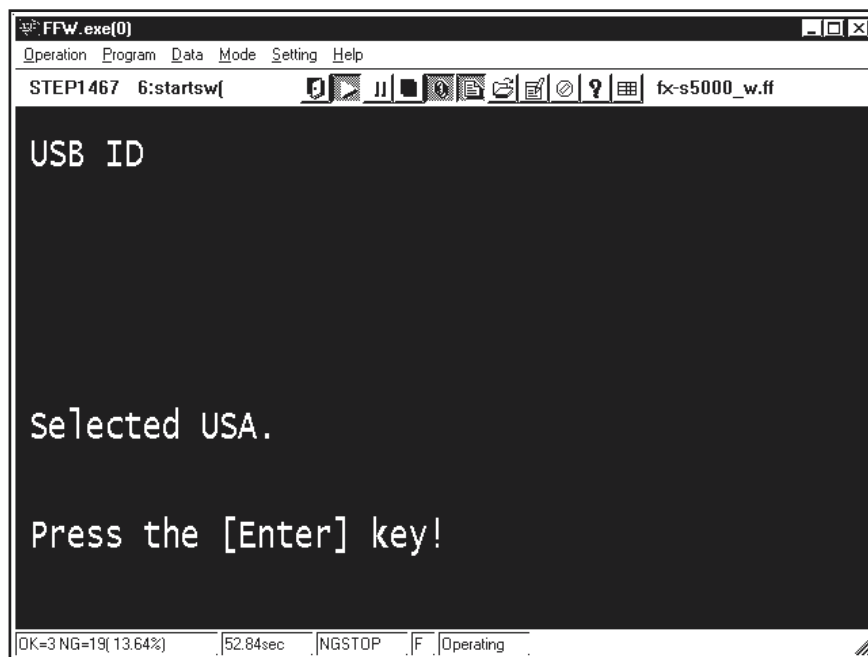 FFW.exe(0)
Operation Program Data Mode Setting Help
STEP1467 6:startsw( fx-s5000_w.ff
USB ID
Selected USA.
Press the [Enter] key!
OK=3 NG=19( 13.64%) 52.84sec NGSTOP F Operating